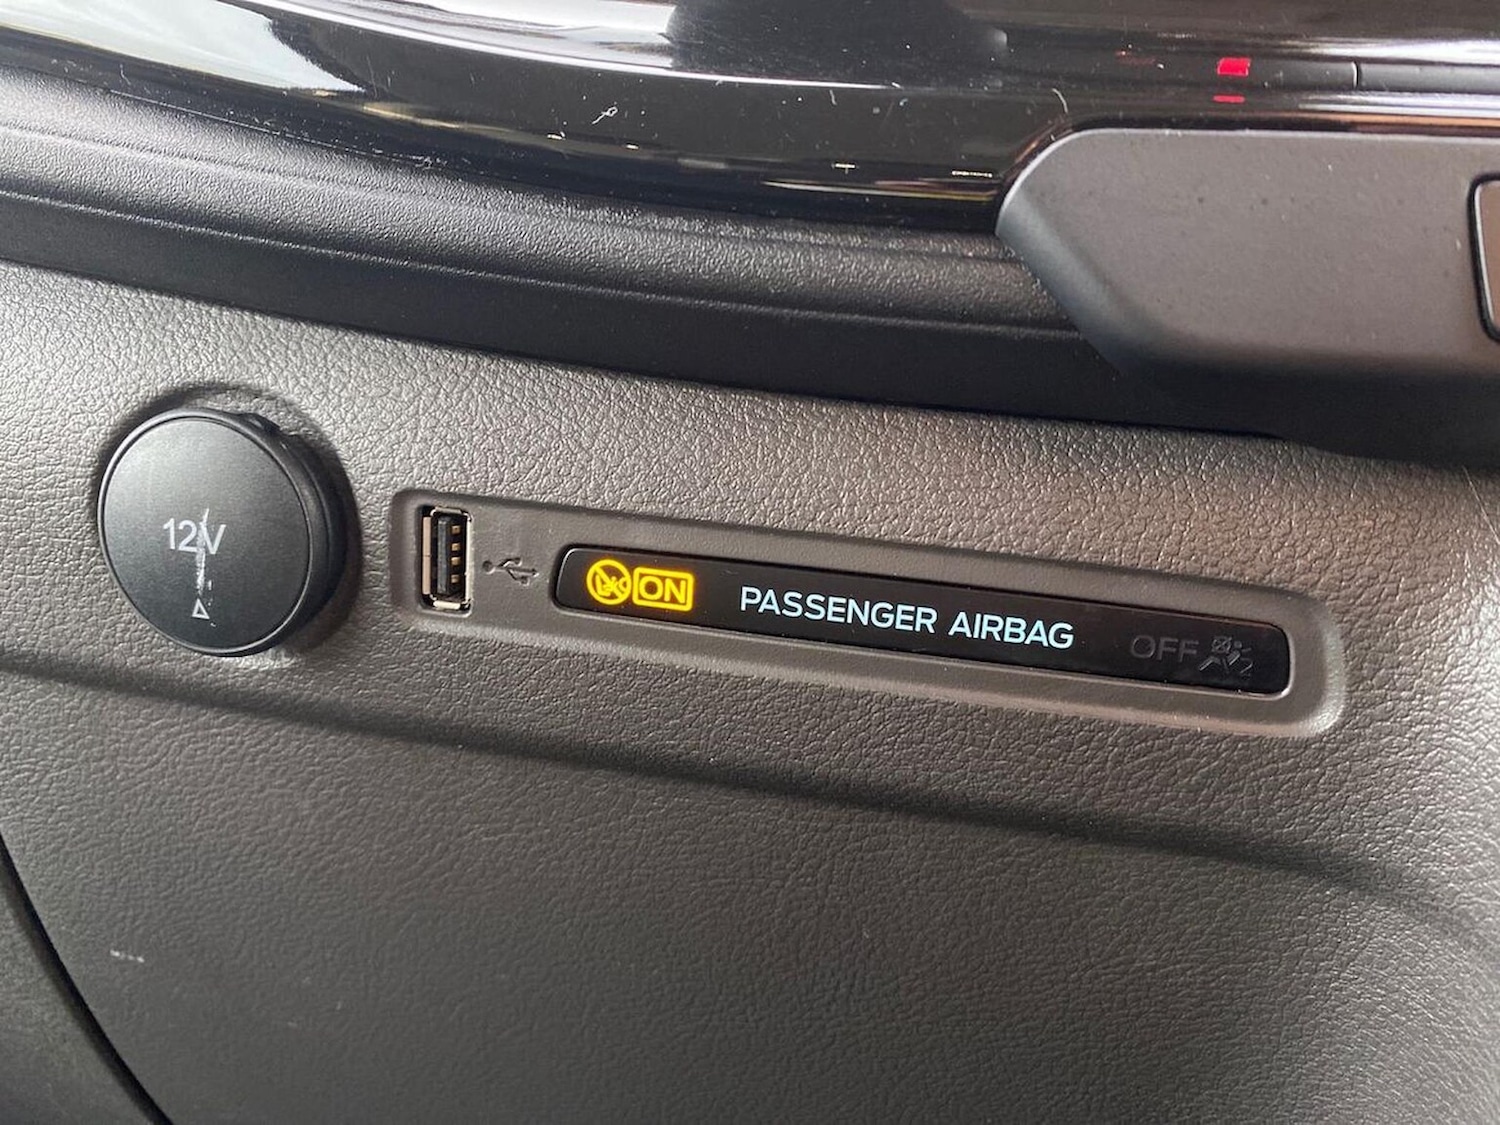 12V
ON PASSENGER AIRBAG OFF